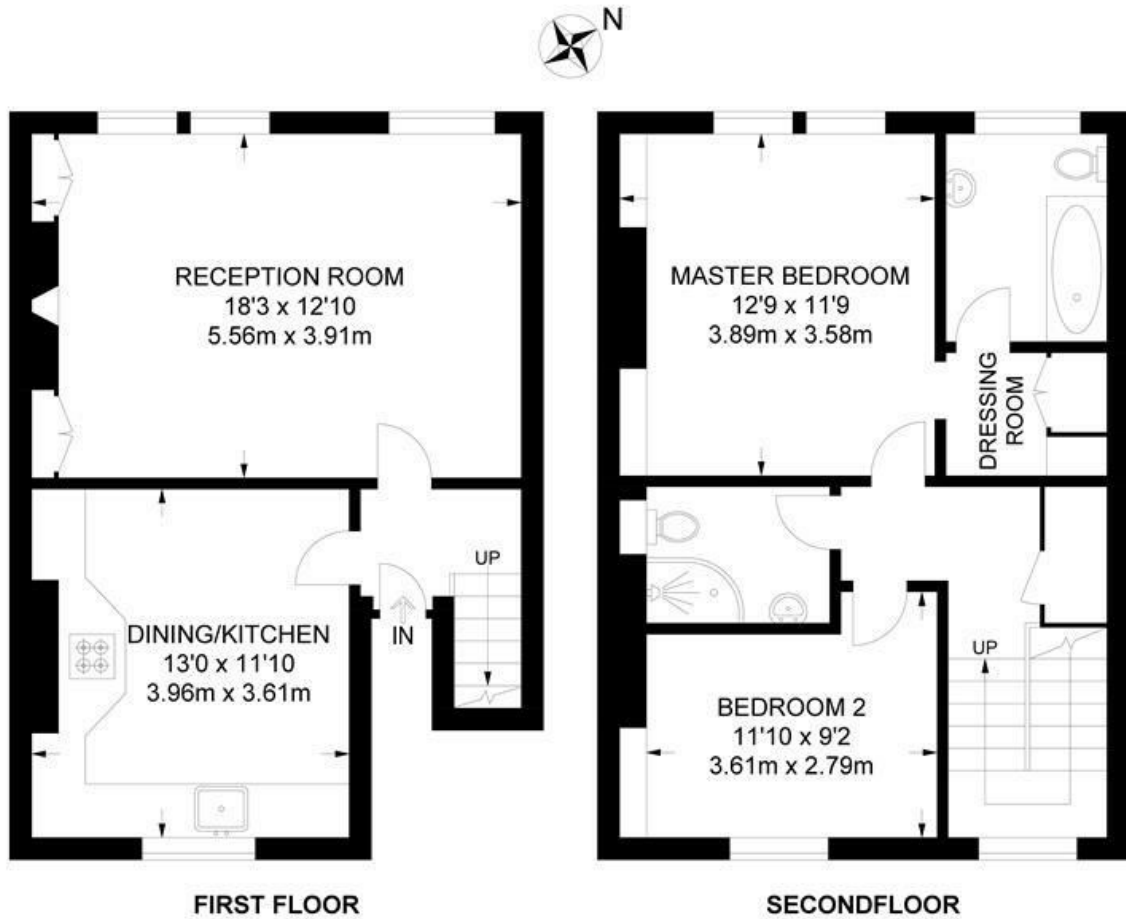 N
RECEPTION ROOM
18'3 x 12'10
5.56m x 3.91m
UP
IN
DINING/KITCHEN
13'0 x 11'10
3.96m x 3.61m
FIRST FLOOR
MASTER BEDROOM
12'9 x 11'9
3.89m x 3.58m
DRESSING
ROOM
UP
BEDROOM 2
11'10 x 9'2
3.61m x 2.79m
SECONDFLOOR